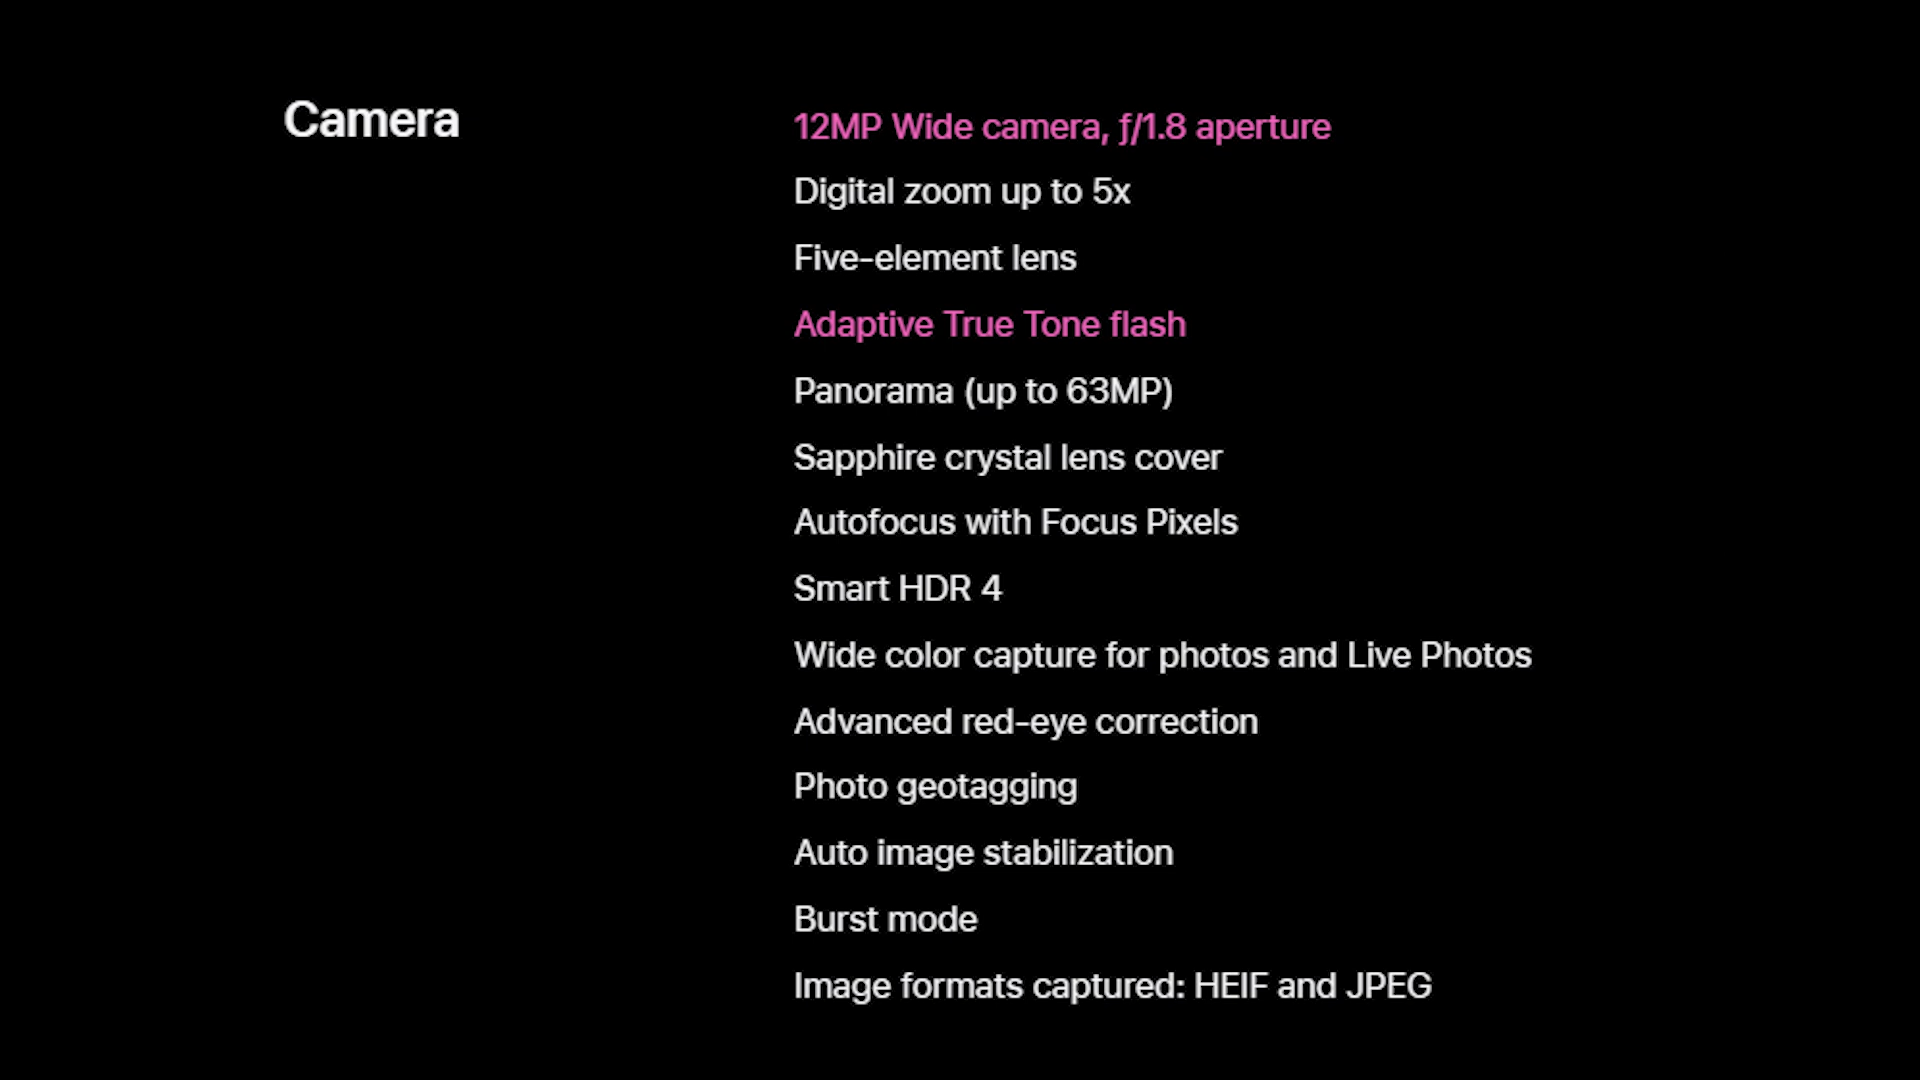 Camera
12MP Wide camera, ƒ/1.8 aperture
Digital zoom up to 5x
Five-element lens
Adaptive True Tone flash
Panorama (up to 63MP)
Sapphire crystal lens cover
Autofocus with Focus Pixels
Smart HDR 4
Wide color capture for photos and Live Photos
Advanced red-eye correction
Photo geotagging
Auto image stabilization
Burst mode
Image formats captured: HEIF and JPEG